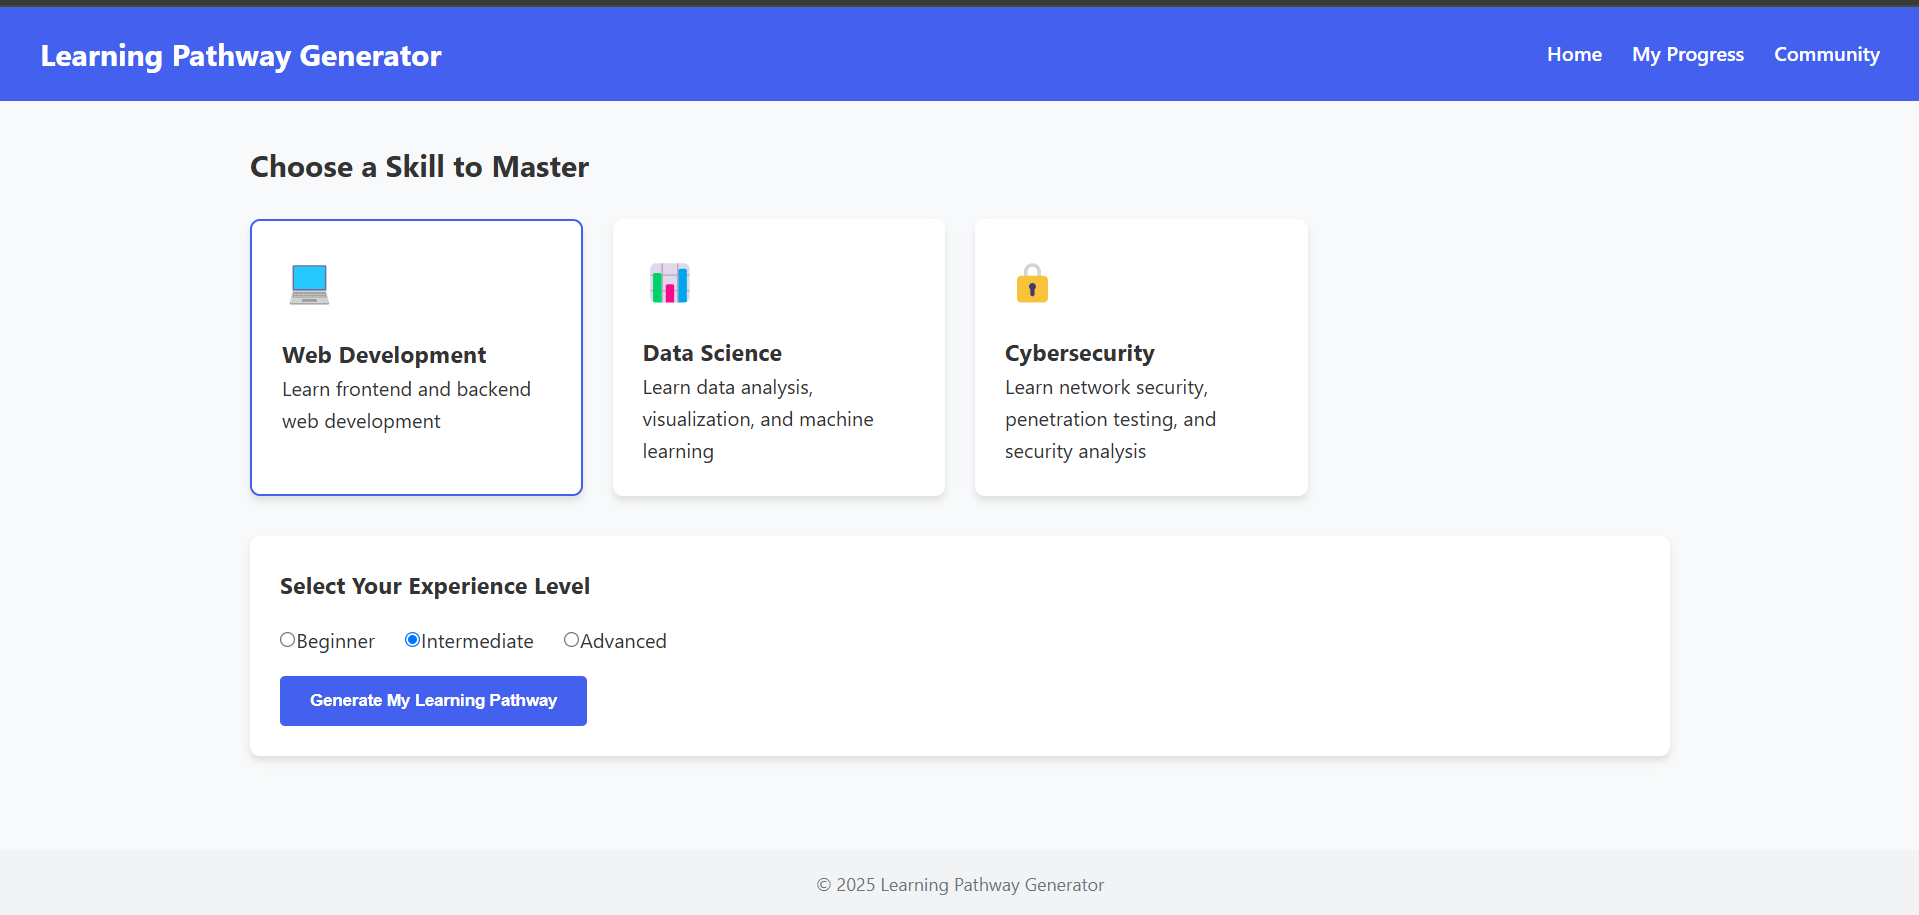 Learning Pathway Generator
Home My Progress Community
Choose a Skill to Master
Web Development
Learn frontend and backend
web development
Data Science
Learn data analysis,
visualization, and machine
learning
Cybersecurity
Learn network security,
penetration testing, and
security analysis
Select Your Experience Level
Beginner Intermediate Advanced
Generate My Learning Pathway
© 2025 Learning Pathway Generator